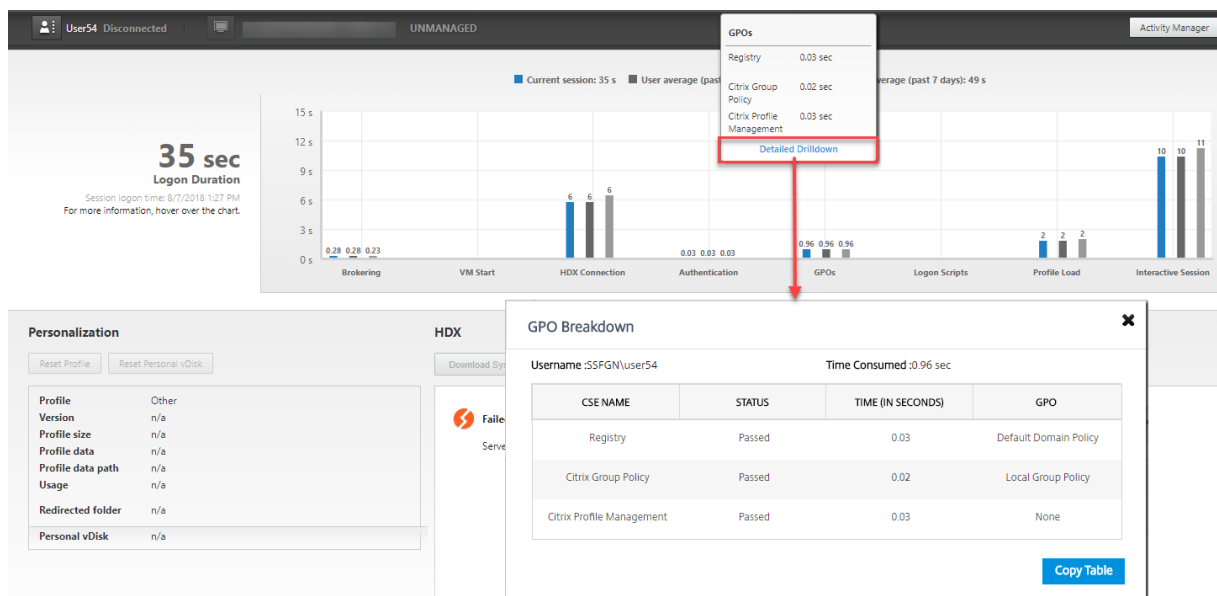 User54 Disconnected
UNMANAGED
Activity Manager
GPOs
Registry 0.03 sec
Citrix Group 0.02 sec
Policy
Citrix Profile 0.03 sec
Management
Detailed Drilldown
Current session: 35 s User average (pas verage (past 7 days): 49 s
35 sec
Logon Duration
Session logon time: 8/7/2018 1:27 PM
For more information, hover over the chart.
15 s
12 s
9 s
6 s
3 s
0 s
0.28 0.28 0.23
6 6 6
0.03 0.03 0.03
0.96 0.96 0.96
2 2 2
10 10 11
Brokering VM Start HDX Connection Authentication GPOs Logon Scripts Profile Load Interactive Session
Personalization
Reset Profile Reset Personal vDisk
Profile Other
Version n/a
Profile size n/a
Profile data n/a
Profile data path n/a
Usage n/a
Redirected folder n/a
Personal vDisk n/a
HDX
Download Sy
Faile
Serve
GPO Breakdown
Username :SSFGN\user54 Time Consumed :0.96 sec
CSE NAME STATUS TIME (IN SECONDS) GPO
Registry Passed 0.03 Default Domain Policy
Citrix Group Policy Passed 0.02 Local Group Policy
Citrix Profile Management Passed 0.03 None
Copy Table